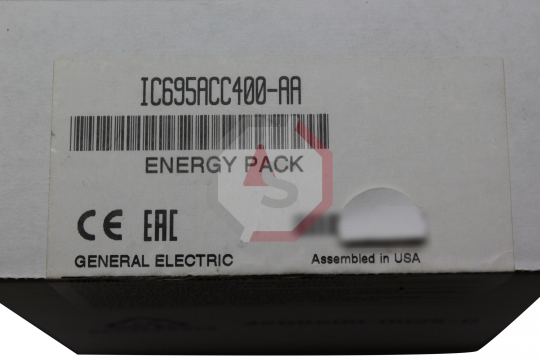 IC695ACC400-AA
ENERGY PACK
S
CE EAC
GENERAL ELECTRIC
Assembled in USA